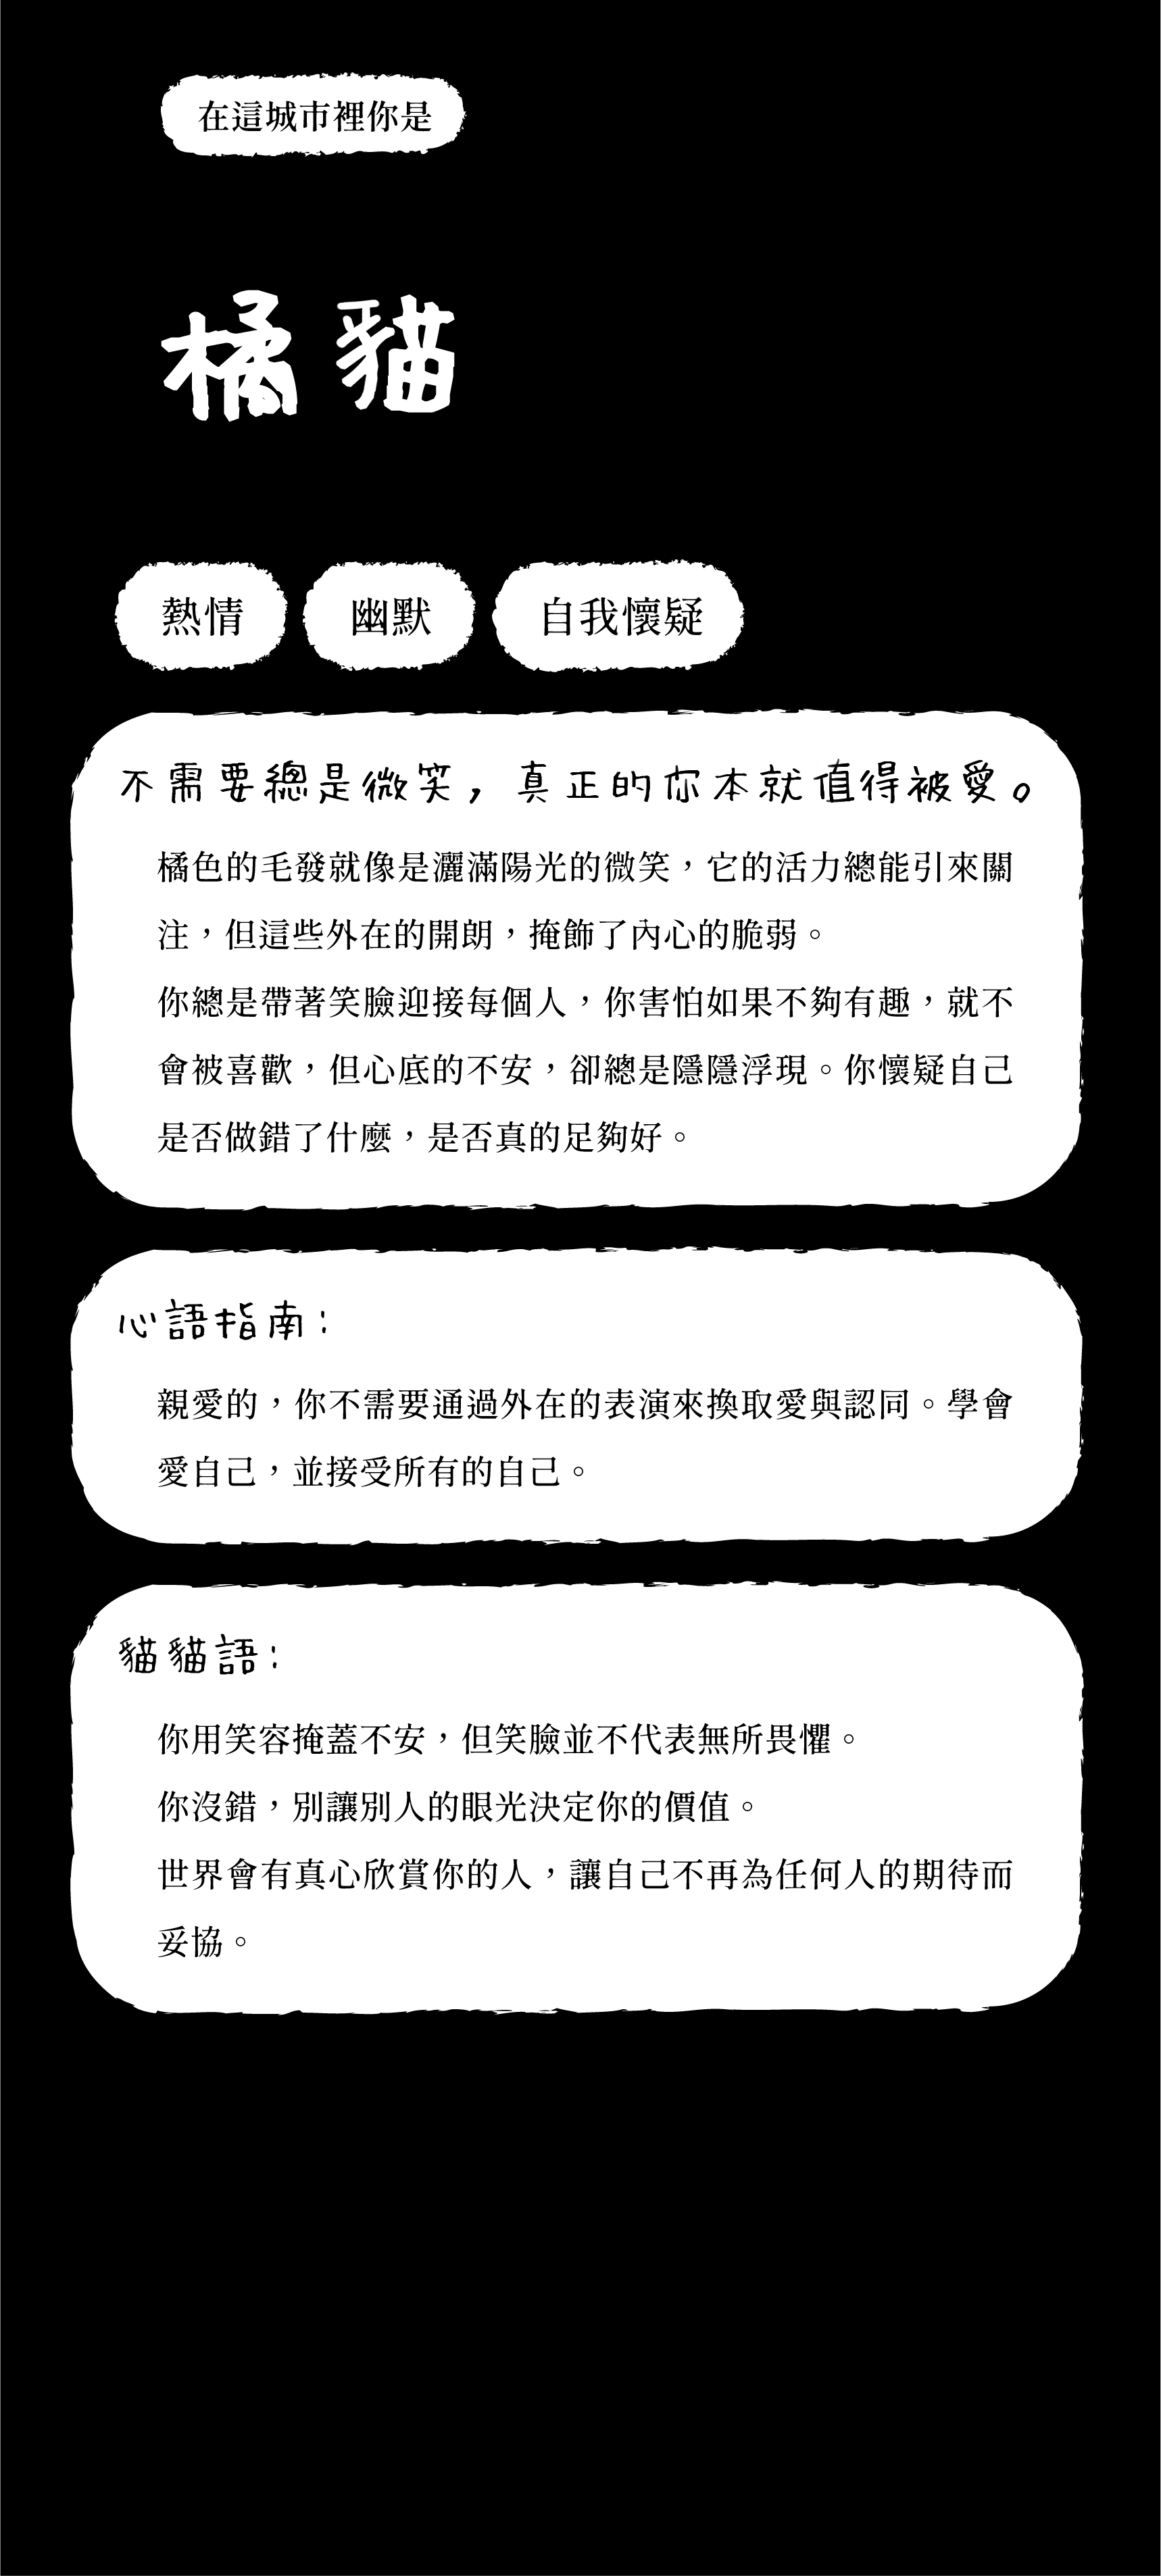 在這城市裡你是
橘貓
熱情 幽默 自我懷疑
不需要總是微笑，真正的你本就值得被愛。
橘色的毛發就像是灑滿陽光的微笑，它的活力總能引來關
注，但這些外在的開朗，掩飾了內心的脆弱。
你總是帶著笑臉迎接每個人，你害怕如果不夠有趣，就不
會被喜歡，但心底的不安，卻總是隱隱浮現。你懷疑自己
是否做錯了什麼，是否真的足夠好。
心語指南：
親愛的，你不需要通過外在的表演來換取愛與認同。學會
愛自己，並接受所有的自己。
貓貓語：
你用笑容掩蓋不安，但笑臉並不代表無所畏懼。
你沒錯，別讓別人的眼光決定你的價值。
世界會有真心欣賞你的人，讓自己不再為任何人的期待而
妥協。